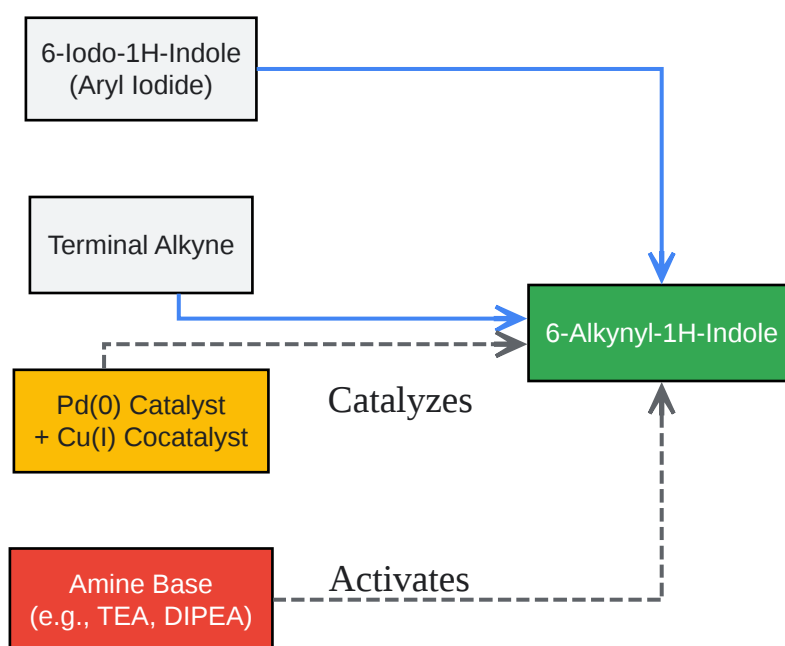 6-Iodo-1H-Indole
(Aryl Iodide)
Terminal Alkyne
6-Alkynyl-1H-Indole
Pd(0) Catalyst
+ Cu(I) Cocatalyst
Catalyzes
Amine Base
(e.g., TEA, DIPEA)
Activates